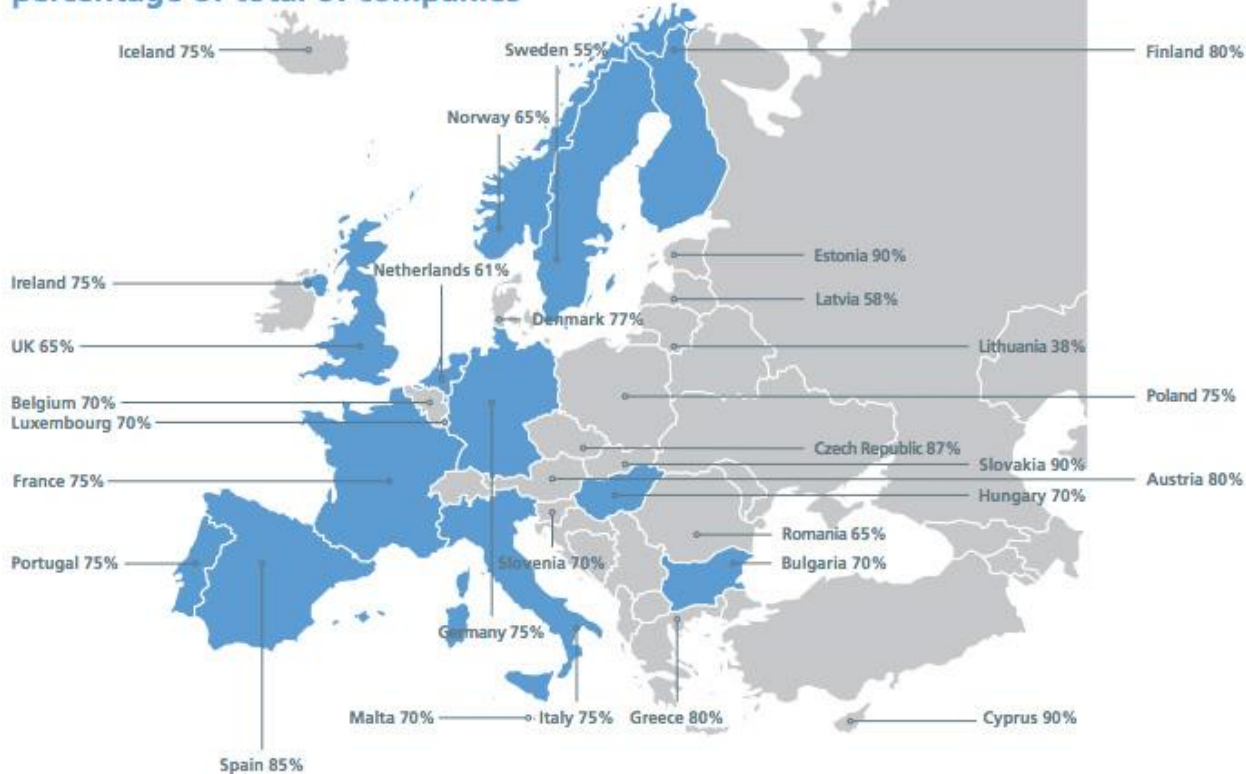 percentage of total of companies
Iceland 75%
Sweden 55%
Finland 80%
Norway 65%
Estonia 90%
Netherlands 61%
Ireland 75%
Latvia 58%
Denmark 77%
UK 65%
Lithuania 38%
Belgium 70%
Poland 75%
Luxembourg 70%
Czech Republic 87%
Slovakia 90%
France 75%
Austria 80%
Hungary 70%
Romania 65%
Portugal 75%
Slovenia 70%
Bulgaria 70%
Germany 75%
Malta 70%
Italy 75%
Greece 80%
Cyprus 90%
Spain 85%